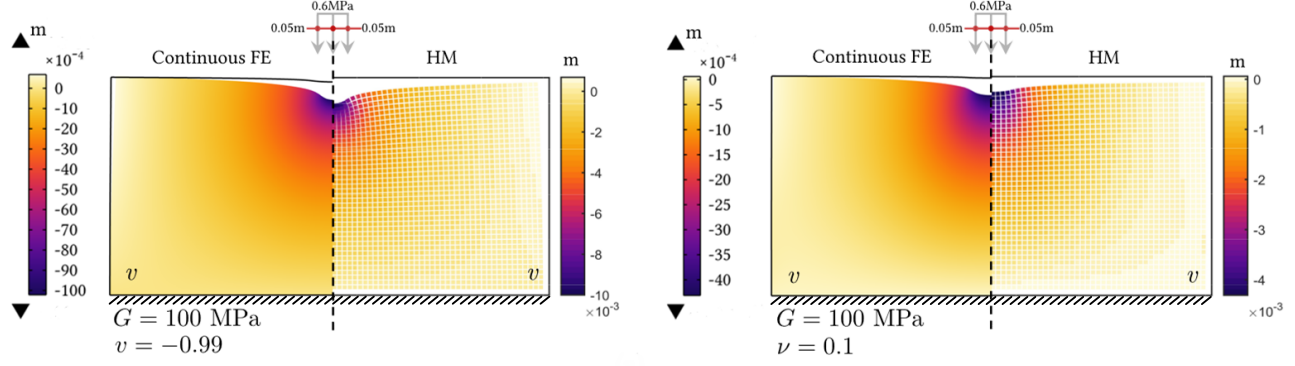 0.6MPa
0.05m
0.05m
m
×10⁻⁴
Continuous FE
HM
m
0
-10
-20
-30
-40
-50
-60
-70
-80
-90
-100
0
-2
-4
-6
-8
-10
×10⁻³
v
v
G = 100 MPa
v = −0.99
0.6MPa
0.05m
0.05m
m
×10⁻⁴
Continuous FE
HM
m
0
-5
-10
-15
-20
-25
-30
-35
-40
0
-1
-2
-3
-4
×10⁻³
v
v
G = 100 MPa
ν = 0.1